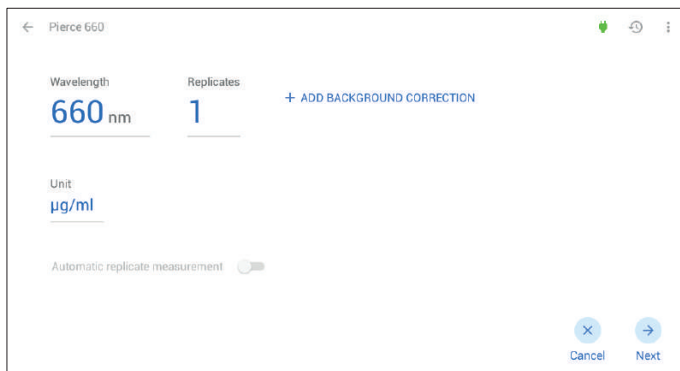 Pierce 660
Wavelength
Replicates
660 nm
1
+ ADD BACKGROUND CORRECTION
Unit
µg/ml
Automatic replicate measurement
Cancel
Next